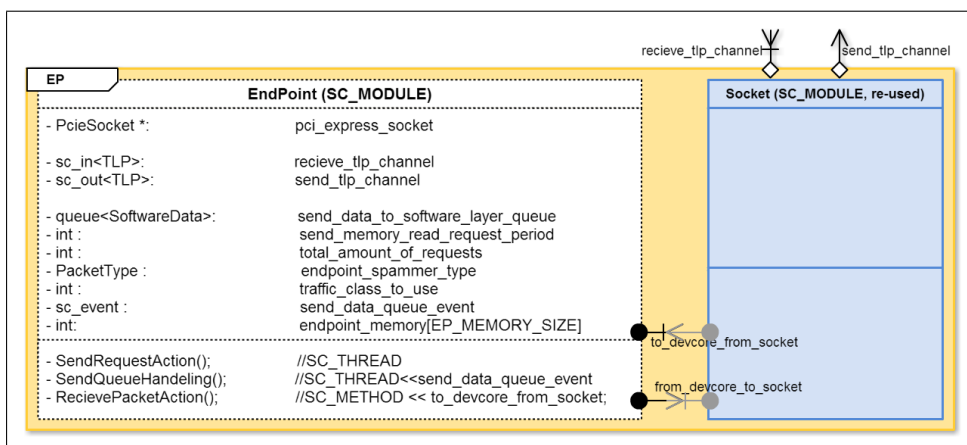 recieve_tlp_channel
send_tlp_channel
EP
EndPoint (SC_MODULE)
Socket (SC_MODULE, re-used)
- PcieSocket *: pci_express_socket
- sc_in<TLP>: recieve_tlp_channel
- sc_out<TLP>: send_tlp_channel
- queue<SoftwareData>: send_data_to_software_layer_queue
- int : send_memory_read_request_period
- int : total_amount_of_requests
- PacketType : endpoint_spammer_type
- int : traffic_class_to_use
- sc_event : send_data_queue_event
- int: endpoint_memory[EP_MEMORY_SIZE]
to_devcore_from_socket
- SendRequestAction(); //SC_THREAD
- SendQueueHandeling(); //SC_THREAD<<send_data_queue_event
- RecievePacketAction(); //SC_METHOD << to_devcore_from_socket;
from_devcore_to_socket